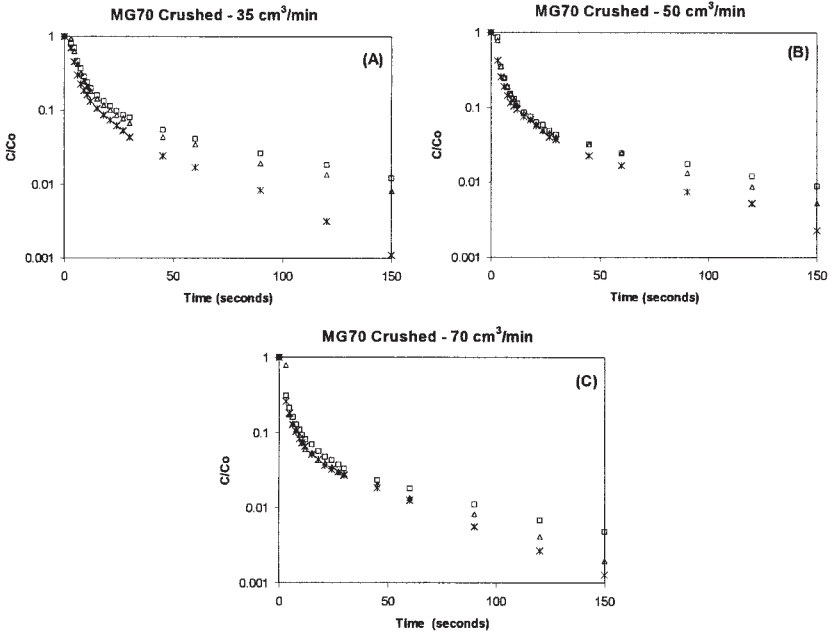 MG70 Crushed - 35 cm³/min
(A)
1
0.1
0.01
0.001
C/Co
0
50
100
150
Time (seconds)
MG70 Crushed - 50 cm³/min
(B)
1
0.1
0.01
0.001
C/Co
0
50
100
150
Time (seconds)
MG70 Crushed - 70 cm³/min
(C)
1
0.1
0.01
0.001
C/Co
0
50
100
150
Time (seconds)